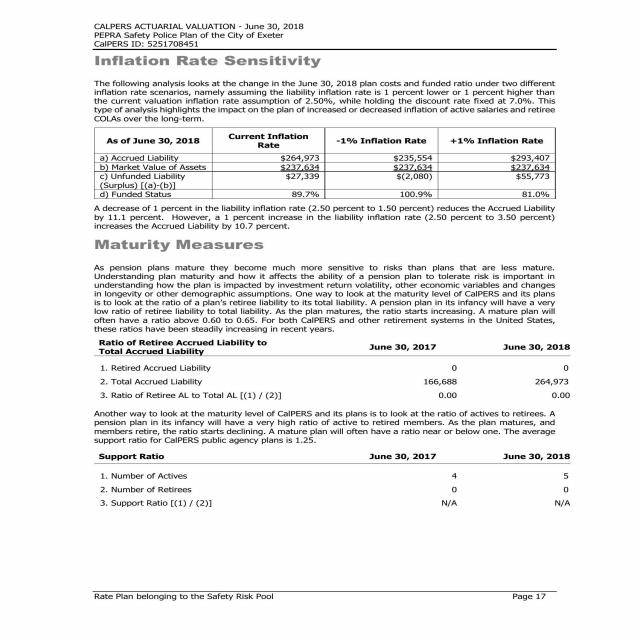 CALPERS ACTUARIAL VALUATION - June 30, 2018
PEPRA Safety Police Plan of the City of Exeter
CalPERS ID: 5251708451
Inflation Rate Sensitivity
The following analysis looks at the change in the June 30, 2018 plan costs and funded ratio under two different
inflation rate scenarios, namely assuming the liability inflation rate is 1 percent lower or 1 percent higher than
the current valuation inflation rate assumption of 2.50%, while holding the discount rate fixed at 7.0%. This
type of analysis highlights the impact on the plan of increased or decreased inflation of active salaries and retiree
COLAs over the long-term.
As of June 30, 2018 Current Inflation Rate -1% Inflation Rate +1% Inflation Rate
a) Accrued Liability $264,973 $235,554 $293,407
b) Market Value of Assets $237,634 $237,634 $237,634
c) Unfunded Liability $27,339 $(2,080) $55,773
(Surplus) [(a)-(b)]
d) Funded Status 89.7% 100.9% 81.0%
A decrease of 1 percent in the liability inflation rate (2.50 percent to 1.50 percent) reduces the Accrued Liability
by 11.1 percent. However, a 1 percent increase in the liability inflation rate (2.50 percent to 3.50 percent)
increases the Accrued Liability by 10.7 percent.
Maturity Measures
As pension plans mature they become much more sensitive to risks than plans that are less mature.
Understanding plan maturity and how it affects the ability of a pension plan to tolerate risk is important in
understanding how the plan is impacted by investment return volatility, other economic variables and changes
in longevity or other demographic assumptions. One way to look at the maturity level of CalPERS and its plans
is to look at the ratio of a plan's retiree liability to its total liability. A pension plan in its infancy will have a very
low ratio of retiree liability to total liability. As the plan matures, the ratio starts increasing. A mature plan will
often have a ratio above 0.60 to 0.65. For both CalPERS and other retirement systems in the United States,
these ratios have been steadily increasing in recent years.
Ratio of Retiree Accrued Liability to
Total Accrued Liability June 30, 2017 June 30, 2018
1. Retired Accrued Liability 0 0
2. Total Accrued Liability 166,688 264,973
3. Ratio of Retiree AL to Total AL [(1) / (2)] 0.00 0.00
Another way to look at the maturity level of CalPERS and its plans is to look at the ratio of actives to retirees. A
pension plan in its infancy will have a very high ratio of active to retired members. As the plan matures, and
members retire, the ratio starts declining. A mature plan will often have a ratio near or below one. The average
support ratio for CalPERS public agency plans is 1.25.
Support Ratio June 30, 2017 June 30, 2018
1. Number of Actives 4 5
2. Number of Retirees 0 0
3. Support Ratio [(1) / (2)] N/A N/A
Rate Plan belonging to the Safety Risk Pool Page 17